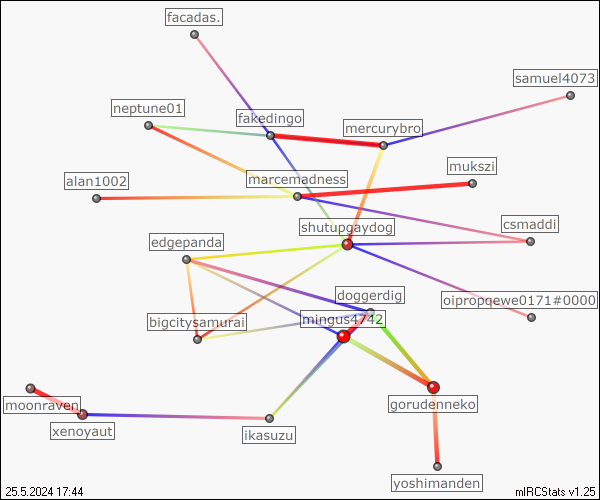 facadas.
samuel4073
neptune01
fakedingo
mercurybro
mukszi
marcemadness
alan1002
csmaddi
shutupgaydog
edgepanda
doggerdig
oipropqewe0171#0000
bigcitysamurai
mingus4742
moonraven
gorudenneko
xenoyaut
ikasuzu
yoshimanden
25.5.2024 17:44
mIRCStats v1.25